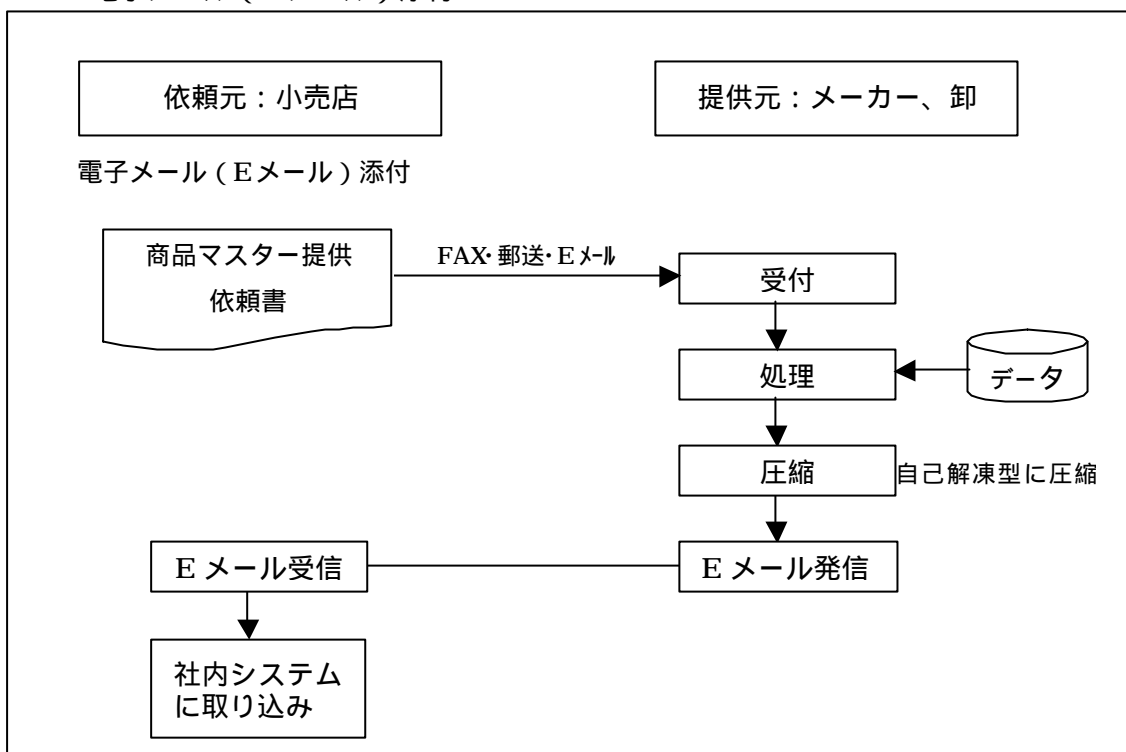 依頼元：小売店
提供元：メーカー、卸
電子メール（Eメール）添付
商品マスター提供
依頼書
FAX・郵送・Eメール
受付
処理
データ
圧縮
自己解凍型に圧縮
Eメール受信
Eメール発信
社内システム
に取り込み